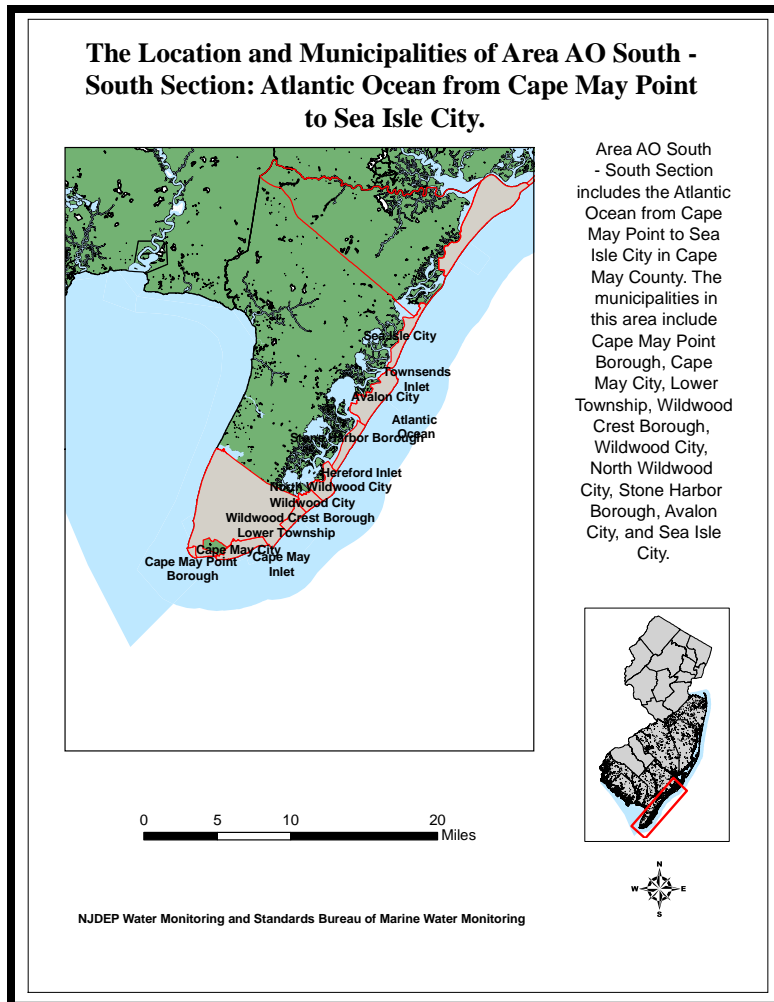 The Location and Municipalities of Area AO South -
South Section: Atlantic Ocean from Cape May Point
to Sea Isle City.
Area AO South
- South Section
includes the Atlantic
Ocean from Cape
May Point to Sea
Isle City in Cape
May County. The
municipalities in
this area include
Cape May Point
Borough, Cape
May City, Lower
Township, Wildwood
Crest Borough,
Wildwood City,
North Wildwood
City, Stone Harbor
Borough, Avalon
City, and Sea Isle
City.
Sea Isle City
Townsends
Inlet
Avalon City
Atlantic
Ocean
Stone Harbor Borough
Hereford Inlet
North Wildwood City
Wildwood City
Wildwood Crest Borough
Lower Township
Cape May City
Cape May
Inlet
Cape May Point
Borough
0 5 10 20
Miles
N
W E
S
NJDEP Water Monitoring and Standards Bureau of Marine Water Monitoring